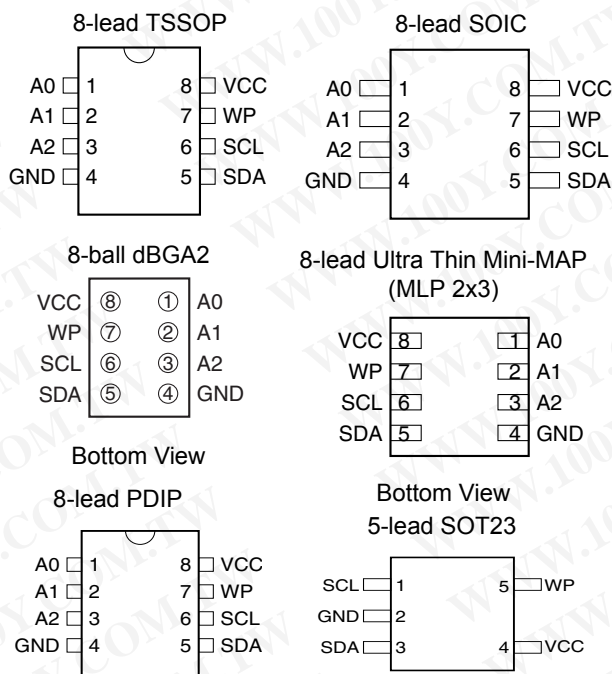 8-lead TSSOP
A0 1 8 VCC
A1 2 7 WP
A2 3 6 SCL
GND 4 5 SDA
8-lead SOIC
A0 1 8 VCC
A1 2 7 WP
A2 3 6 SCL
GND 4 5 SDA
8-ball dBGA2
VCC 8 1 A0
WP 7 2 A1
SCL 6 3 A2
SDA 5 4 GND
Bottom View
8-lead Ultra Thin Mini-MAP
(MLP 2x3)
VCC 8 1 A0
WP 7 2 A1
SCL 6 3 A2
SDA 5 4 GND
Bottom View
8-lead PDIP
A0 1 8 VCC
A1 2 7 WP
A2 3 6 SCL
GND 4 5 SDA
5-lead SOT23
SCL 1 5 WP
GND 2
SDA 3 4 VCC
WWW.100Y.COM.TW